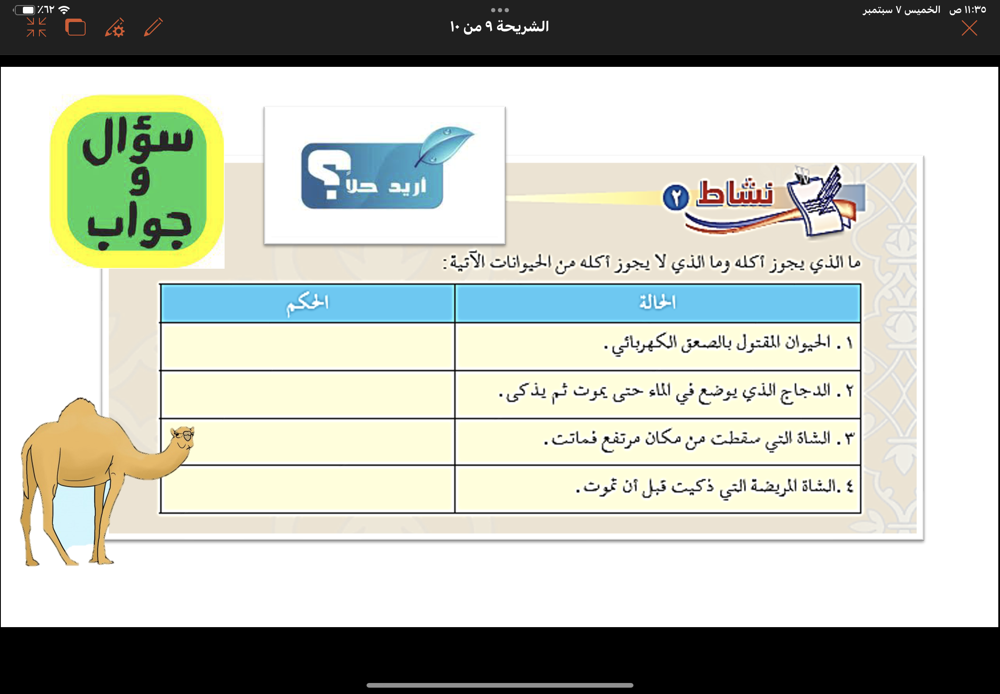 ١١:٣٥ ص الخميس ٧ سبتمبر
٦٢٪
الشريحة ٩ من ١٠
سؤال
و
جواب
أريد حلاً؟
نشاط ٢
ما الذي يجوز أكله وما الذي لا يجوز أكله من الحيوانات الآتية:
الحالة الحكم
١ . الحيوان المقتول بالصعق الكهربائي.
٢ . الدجاج الذي يوضع في الماء حتى يموت ثم يذكى.
٣ . الشاة التي سقطت من مكان مرتفع فماتت.
٤ .الشاة المريضة التي ذكيت قبل أن تموت.